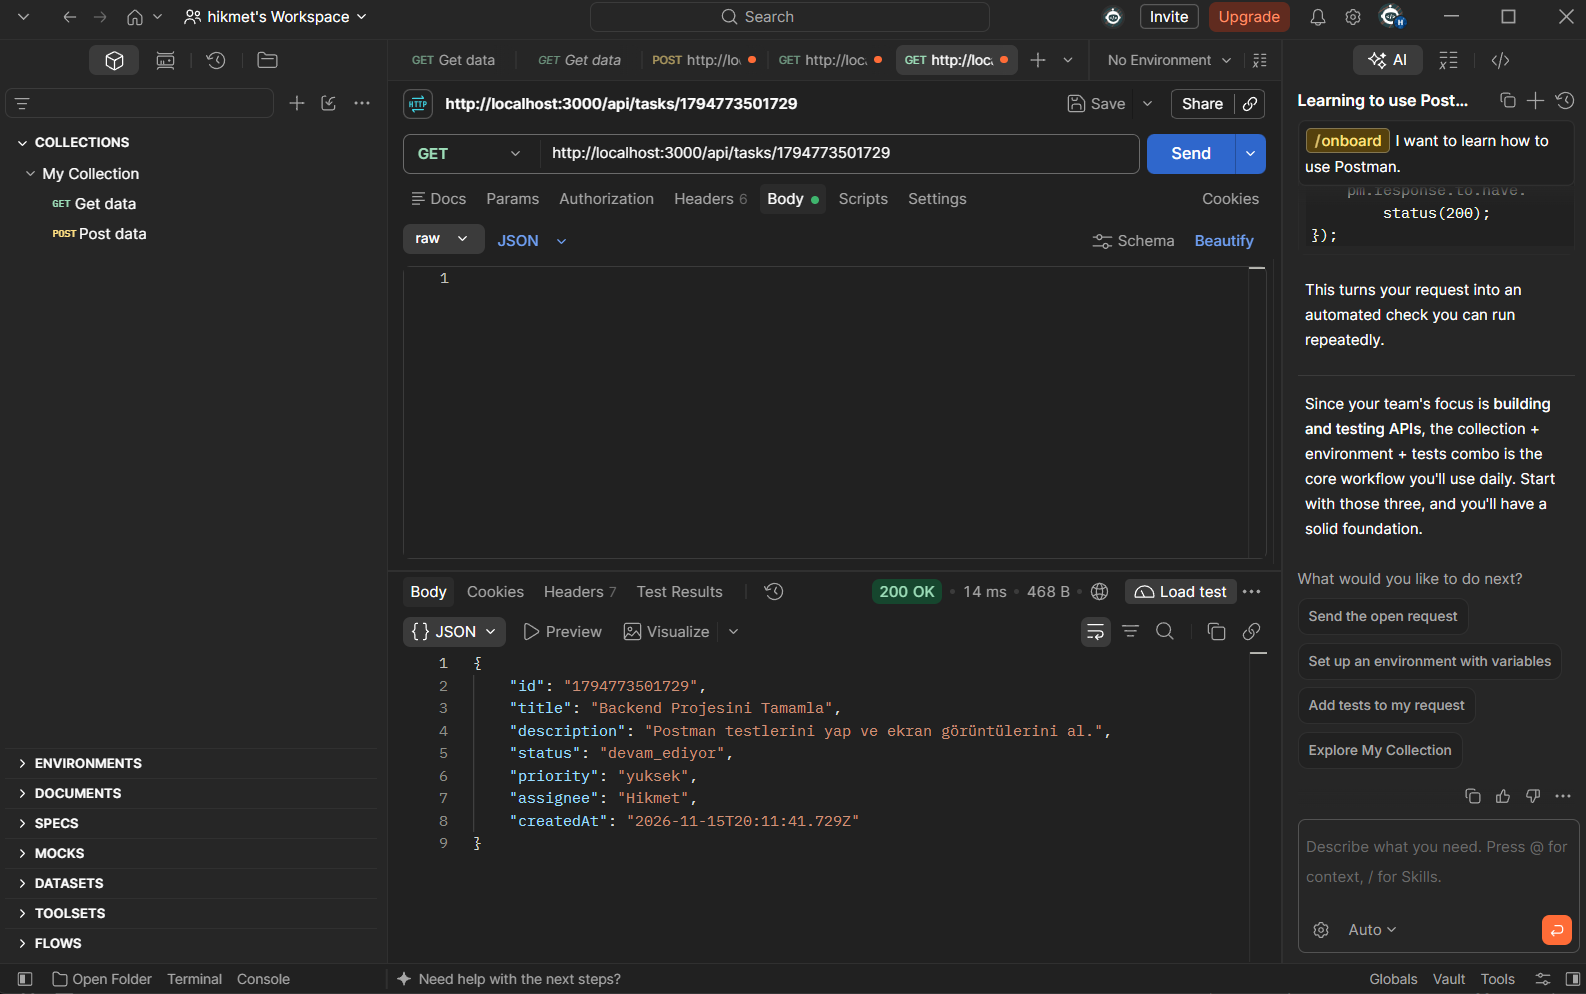 hikmet's Workspace
Search
Invite
Upgrade
H
GET Get data
GET Get data
POST http://lo
GET http://loc
GET http://loc
No Environment
AI
HTTP http://localhost:3000/api/tasks/1794773501729
Save
Share
GET
http://localhost:3000/api/tasks/1794773501729
Send
Docs
Params
Authorization
Headers 6
Body
Scripts
Settings
Cookies
raw
JSON
Schema
Beautify
1
COLLECTIONS
My Collection
GET Get data
POST Post data
ENVIRONMENTS
DOCUMENTS
SPECS
MOCKS
DATASETS
TOOLSETS
FLOWS
Body
Cookies
Headers 7
Test Results
200 OK
14 ms
468 B
Load test
{} JSON
Preview
Visualize
1 {
2 "id": "1794773501729",
3 "title": "Backend Projesini Tamamla",
4 "description": "Postman testlerini yap ve ekran görüntülerini al.",
5 "status": "devam_ediyor",
6 "priority": "yuksek",
7 "assignee": "Hikmet",
8 "createdAt": "2026-11-15T20:11:41.729Z"
9 }
Learning to use Post...
/onboard I want to learn how to
use Postman.
pm.response.to.have.
status(200);
});
This turns your request into an
automated check you can run
repeatedly.
Since your team's focus is building
and testing APIs, the collection +
environment + tests combo is the
core workflow you'll use daily. Start
with those three, and you'll have a
solid foundation.
What would you like to do next?
Send the open request
Set up an environment with variables
Add tests to my request
Explore My Collection
Describe what you need. Press @ for
context, / for Skills.
Auto
Open Folder
Terminal
Console
Need help with the next steps?
Globals
Vault
Tools